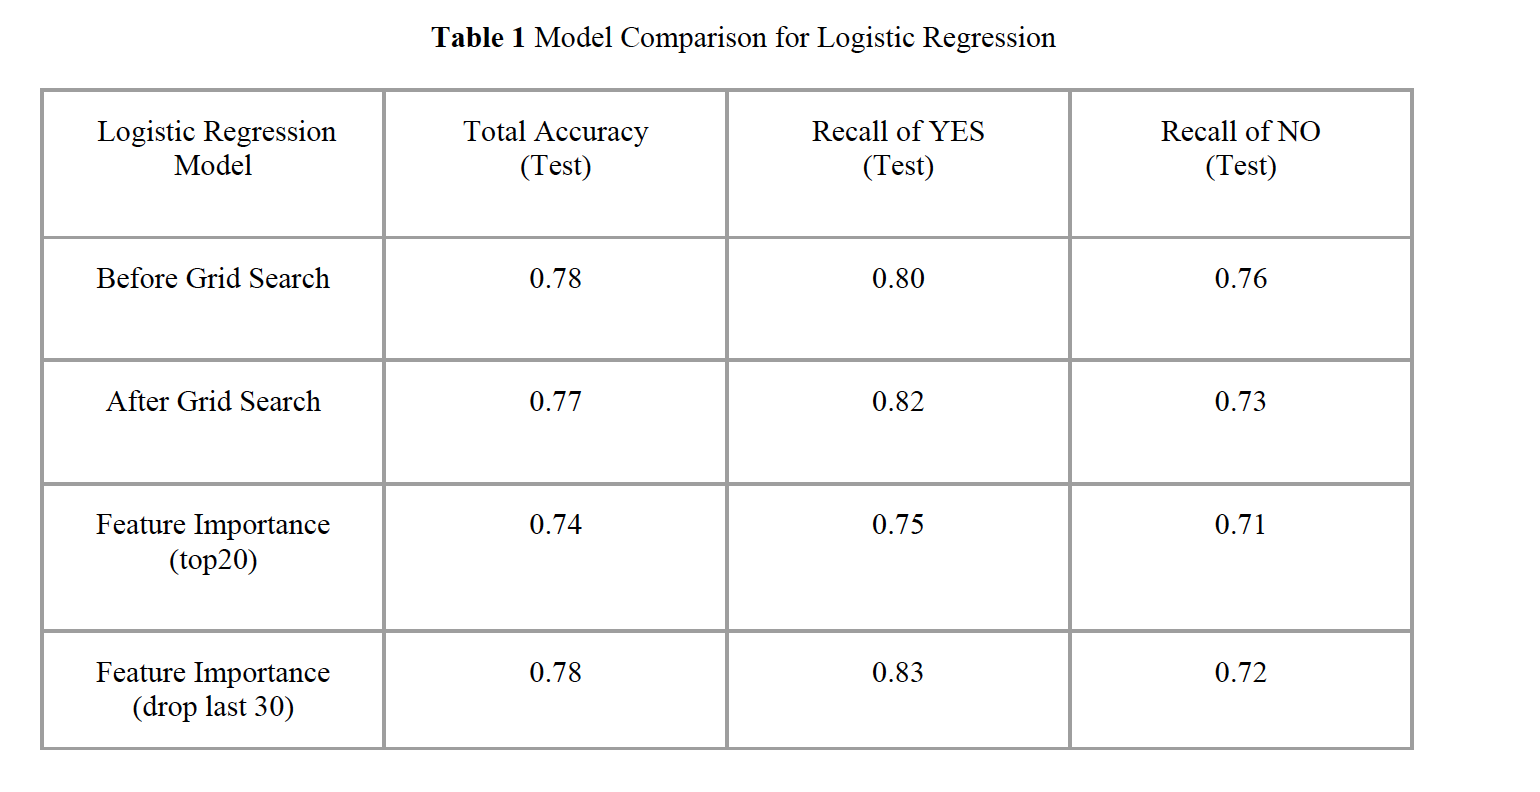 Table 1 Model Comparison for Logistic Regression
Logistic Regression
Model
Total Accuracy
(Test)
Recall of YES
(Test)
Recall of NO
(Test)
Before Grid Search
0.78
0.80
0.76
After Grid Search
0.77
0.82
0.73
Feature Importance
(top20)
0.74
0.75
0.71
Feature Importance
(drop last 30)
0.78
0.83
0.72